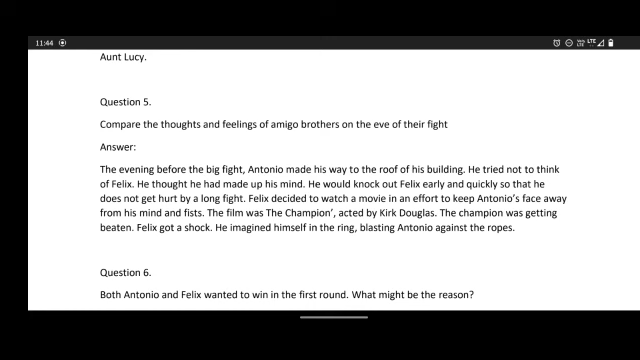 11:44
LTE
Aunt Lucy.
Question 5.
Compare the thoughts and feelings of amigo brothers on the eve of their fight
Answer:
The evening before the big fight, Antonio made his way to the roof of his building. He tried not to think
of Felix. He thought he had made up his mind. He would knock out Felix early and quickly so that he
does not get hurt by a long fight. Felix decided to watch a movie in an effort to keep Antonio’s face away
from his mind and fists. The film was The Champion’, acted by Kirk Douglas. The champion was getting
beaten. Felix got a shock. He imagined himself in the ring, blasting Antonio against the ropes.
Question 6.
Both Antonio and Felix wanted to win in the first round. What might be the reason?